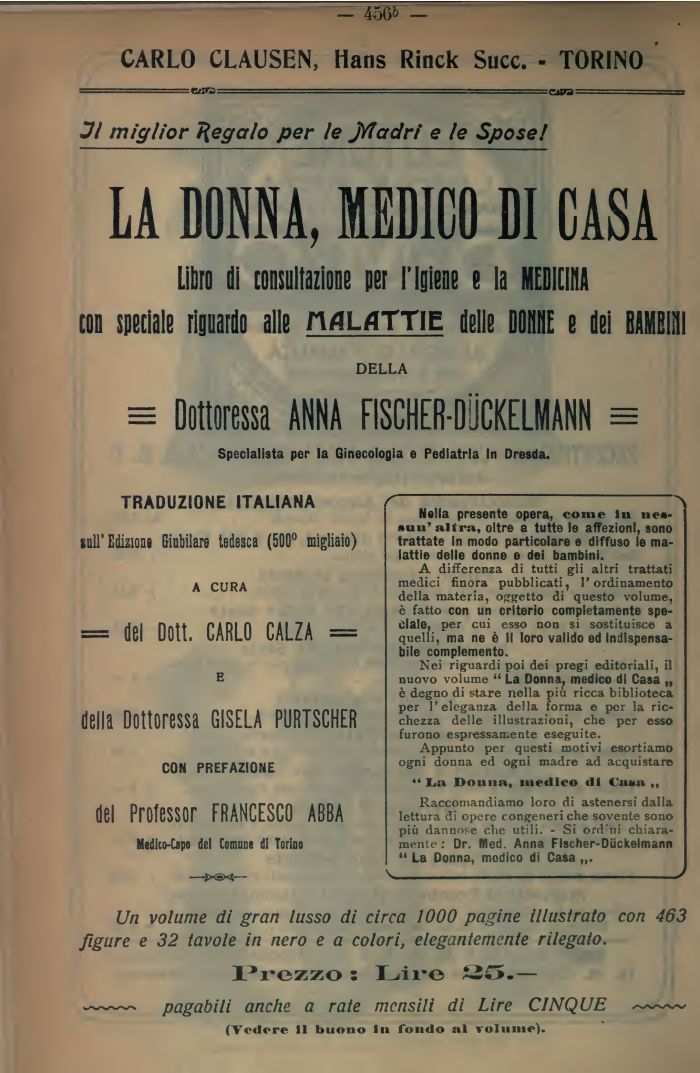 — 456b —
CARLO CLAUSEN, Hans Rinck Succ. - TORINO
Il miglior Regalo per le Madri e le Spose!
LA DONNA, MEDICO DI CASA
Libro di consultazione per l'Igiene e la MEDICINA
con speciale riguardo alle MALATTIE delle DONNE e dei BAMBINI
DELLA
Dottoressa ANNA FISCHER-DÜCKELMANN
Specialista per la Ginecologia e Pediatria in Dresda.
TRADUZIONE ITALIANA
sull'Edizione Giubilare tedesca (500º migliaio)
A CURA
del Dott. CARLO CALZA
E
della Dottoressa GISELA PURTSCHER
CON PREFAZIONE
del Professor FRANCESCO ABBA
Medico-Capo del Comune di Torino
Nella presente opera, come in nes-
sun'altra, oltre a tutte le affezioni, sono
trattate in modo particolare e diffuso le ma-
lattie delle donne e dei bambini.
A differenza di tutti gli altri trattati
medici finora pubblicati, l'ordinamento
della materia, oggetto di questo volume,
è fatto con un criterio completamente spe-
ciale, per cui esso non si sostituisce a
quelli, ma ne è il loro valido ed indispensa-
bile complemento.
Nei riguardi poi dei pregi editoriali, il
nuovo volume “ La Donna, medico di Casa „
è degno di stare nella più ricca biblioteca
per l'eleganza della forma e per la ric-
chezza delle illustrazioni, che per esso
furono espressamente eseguite.
Appunto per questi motivi esortiamo
ogni donna ed ogni madre ad acquistare
“ La Donna, medico di Casa „
Raccomandiamo loro di astenersi dalla
lettura di opere congeneri che sovente sono
più dannose che utili. - Si ordini chiara-
mente : Dr. Med. Anna Fischer-Dückelmann
“ La Donna, medico di Casa „.
Un volume di gran lusso di circa 1000 pagine illustrato con 463
figure e 32 tavole in nero e a colori, elegantemente rilegato.
Prezzo : Lire 25.—
pagabili anche a rate mensili di Lire CINQUE
(Vedere il buono in fondo al volume).